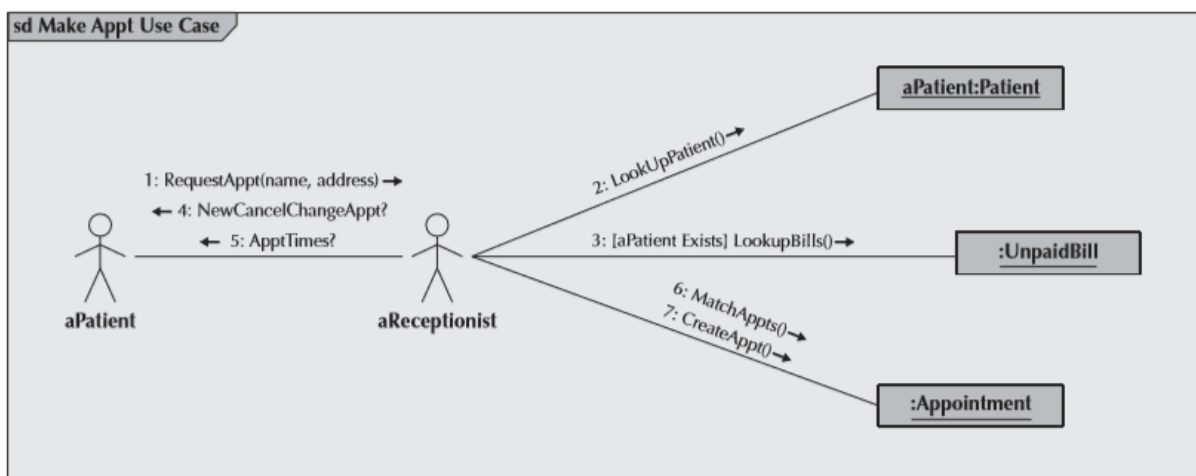 sd Make Appt Use Case
aPatient:Patient
2: LookUpPatient()
1: RequestAppt(name, address)
4: NewCancelChangeAppt?
5: ApptTimes?
3: [aPatient Exists] LookupBills()
:UnpaidBill
aPatient
aReceptionist
6: MatchAppts()
7: CreateAppt()
:Appointment